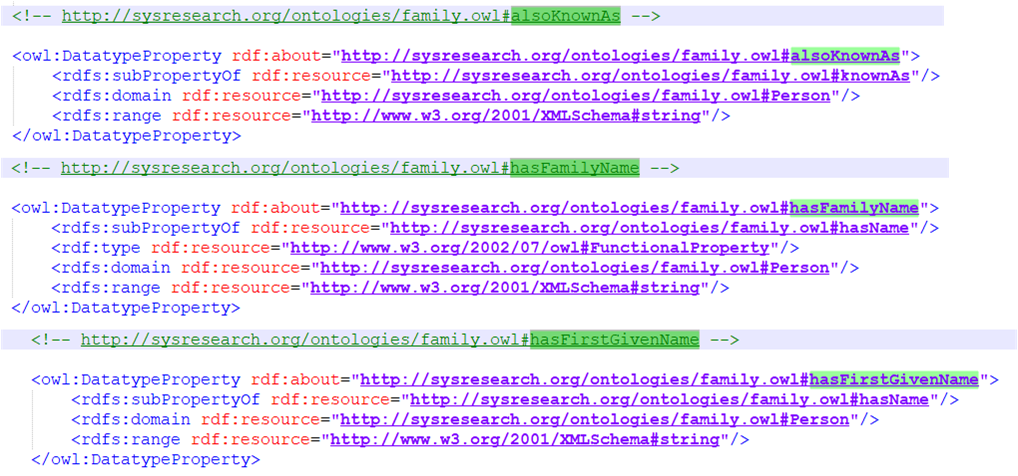 <!-- http://sysresearch.org/ontologies/family.owl#alsoKnownAs -->
<owl:DatatypeProperty rdf:about="http://sysresearch.org/ontologies/family.owl#alsoKnownAs">
<rdfs:subPropertyOf rdf:resource="http://sysresearch.org/ontologies/family.owl#knownAs"/>
<rdfs:domain rdf:resource="http://sysresearch.org/ontologies/family.owl#Person"/>
<rdfs:range rdf:resource="http://www.w3.org/2001/XMLSchema#string"/>
</owl:DatatypeProperty>
<!-- http://sysresearch.org/ontologies/family.owl#hasFamilyName -->
<owl:DatatypeProperty rdf:about="http://sysresearch.org/ontologies/family.owl#hasFamilyName">
<rdfs:subPropertyOf rdf:resource="http://sysresearch.org/ontologies/family.owl#hasName"/>
<rdf:type rdf:resource="http://www.w3.org/2002/07/owl#FunctionalProperty"/>
<rdfs:domain rdf:resource="http://sysresearch.org/ontologies/family.owl#Person"/>
<rdfs:range rdf:resource="http://www.w3.org/2001/XMLSchema#string"/>
</owl:DatatypeProperty>
<!-- http://sysresearch.org/ontologies/family.owl#hasFirstGivenName -->
<owl:DatatypeProperty rdf:about="http://sysresearch.org/ontologies/family.owl#hasFirstGivenName">
<rdfs:subPropertyOf rdf:resource="http://sysresearch.org/ontologies/family.owl#hasName"/>
<rdfs:domain rdf:resource="http://sysresearch.org/ontologies/family.owl#Person"/>
<rdfs:range rdf:resource="http://www.w3.org/2001/XMLSchema#string"/>
</owl:DatatypeProperty>